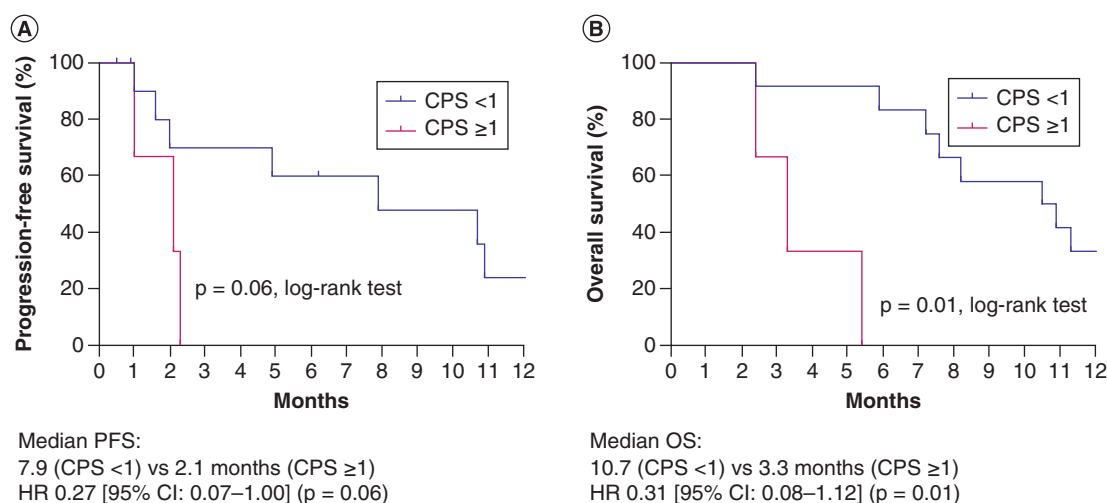 A
Progression-free survival (%)
100
80
60
40
20
0
CPS <1
CPS ≥1
p = 0.06, log-rank test
0 1 2 3 4 5 6 7 8 9 10 11 12
Months
Median PFS:
7.9 (CPS <1) vs 2.1 months (CPS ≥1)
HR 0.27 [95% CI: 0.07–1.00] (p = 0.06)
B
Overall survival (%)
100
80
60
40
20
0
CPS <1
CPS ≥1
p = 0.01, log-rank test
0 1 2 3 4 5 6 7 8 9 10 11 12
Months
Median OS:
10.7 (CPS <1) vs 3.3 months (CPS ≥1)
HR 0.31 [95% CI: 0.08–1.12] (p = 0.01)